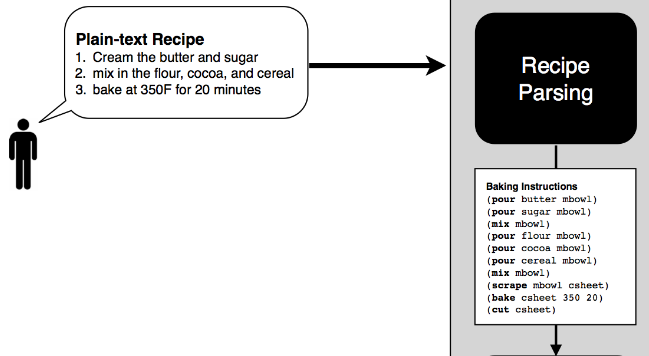 Plain-text Recipe
1. Cream the butter and sugar
2. mix in the flour, cocoa, and cereal
3. bake at 350F for 20 minutes
Recipe
Parsing
Baking Instructions
(pour butter mbowl)
(pour sugar mbowl)
(mix mbowl)
(pour flour mbowl)
(pour cocoa mbowl)
(pour cereal mbowl)
(mix mbowl)
(scrape mbowl csheet)
(bake csheet 350 20)
(cut csheet)